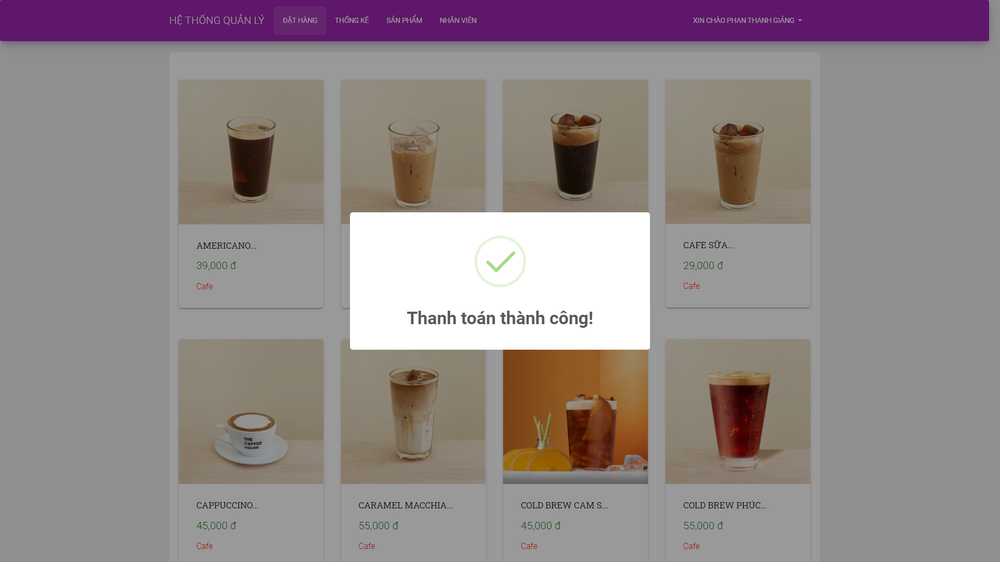 HỆ THỐNG QUẢN LÝ
ĐẶT HÀNG
THỐNG KÊ
SẢN PHẨM
NHÂN VIÊN
XIN CHÀO PHAN THANH GIẢNG
AMERICANO...
39,000 đ
Cafe
CAFE SỮA...
29,000 đ
Cafe
Thanh toán thành công!
THE
COFFEE
HOUSE
CAPPUCCINO...
45,000 đ
Cafe
CARAMEL MACCHIA...
55,000 đ
Cafe
COLD BREW CAM S...
45,000 đ
Cafe
COLD BREW PHÚC...
55,000 đ
Cafe